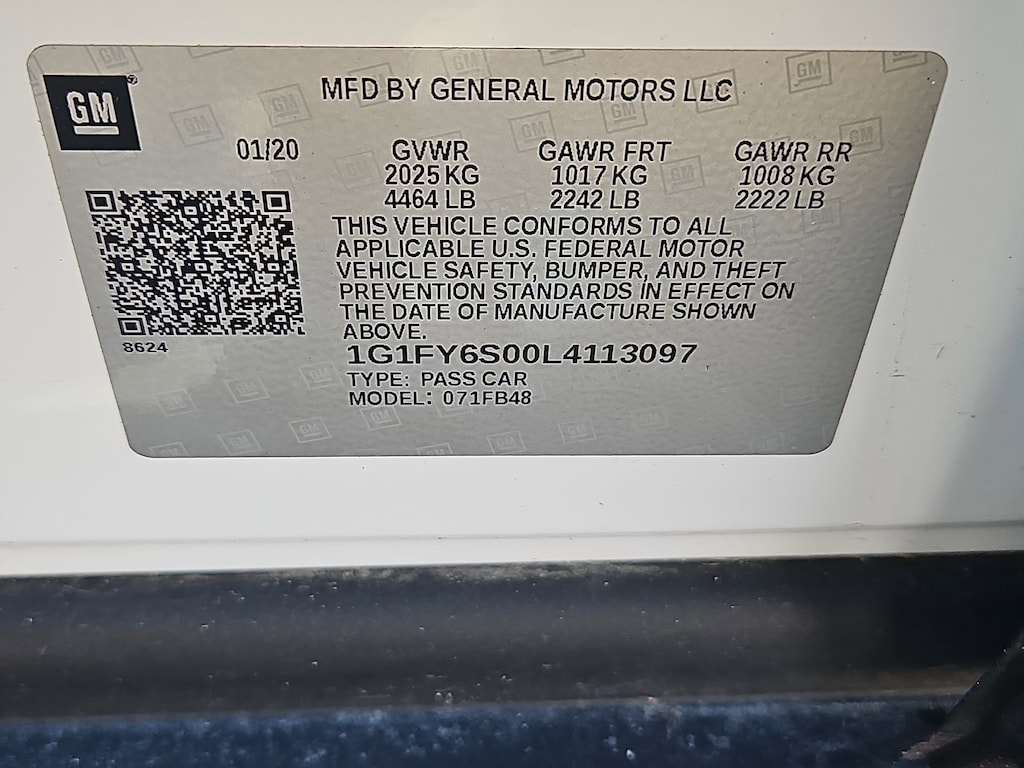 GM
MFD BY GENERAL MOTORS LLC
01/20 GVWR GAWR FRT GAWR RR
2025 KG 1017 KG 1008 KG
4464 LB 2242 LB 2222 LB
THIS VEHICLE CONFORMS TO ALL
APPLICABLE U.S. FEDERAL MOTOR
VEHICLE SAFETY, BUMPER, AND THEFT
PREVENTION STANDARDS IN EFFECT ON
THE DATE OF MANUFACTURE SHOWN
ABOVE.
8624
1G1FY6S00L4113097
TYPE: PASS CAR
MODEL: 071FB48